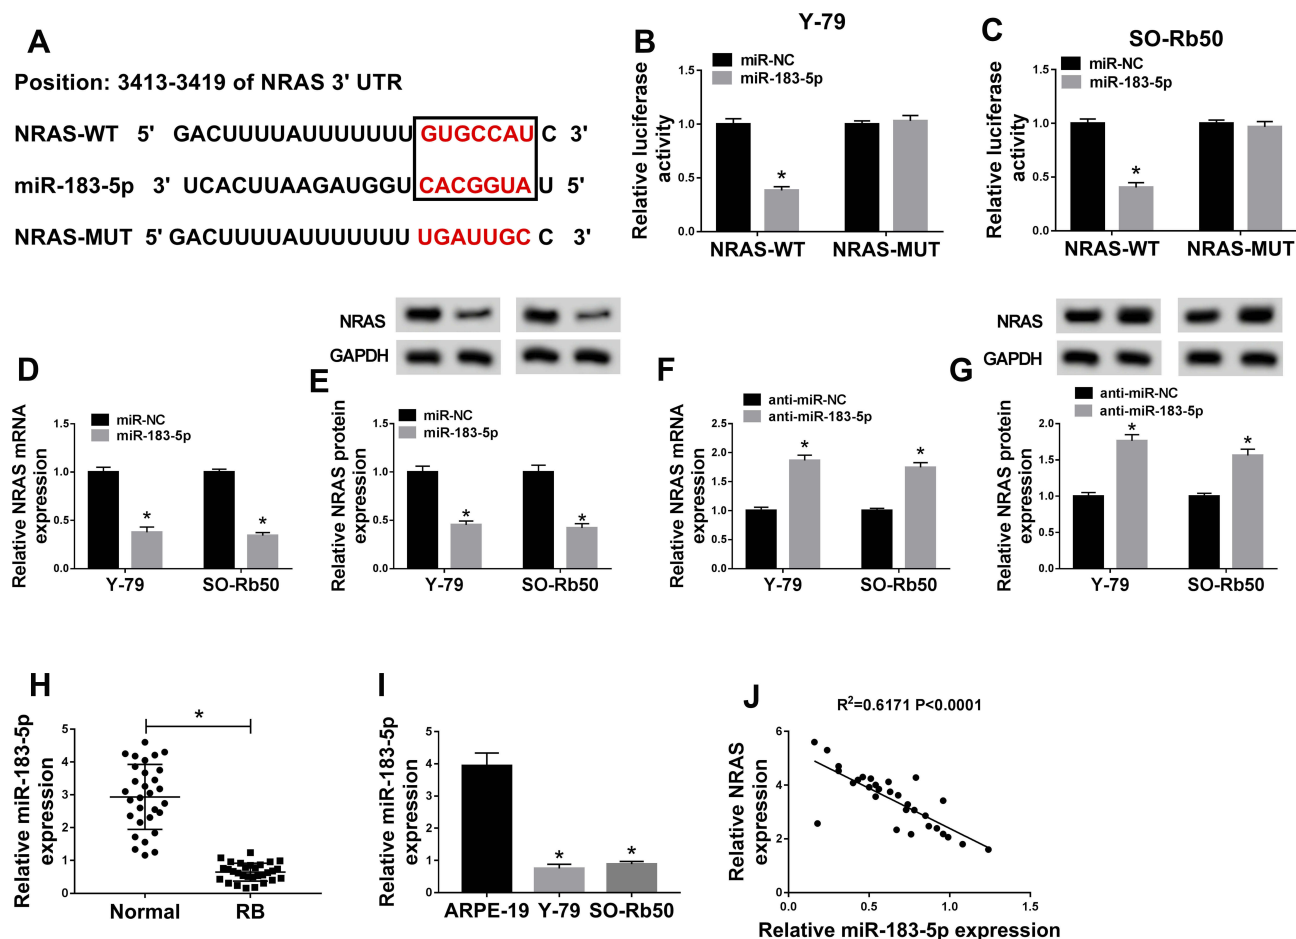 A
Position: 3413-3419 of NRAS 3' UTR
NRAS-WT 5' GACUUUUAUUUUUUU GUGCCAU C 3'
miR-183-5p 3' UCACUUAAGAUGGU CACGGUA U 5'
NRAS-MUT 5' GACUUUUAUUUUUUU UGAUUGC C 3'
B
Y-79
miR-NC
miR-183-5p
Relative luciferase
activity
1.5
1.0
0.5
0.0
NRAS-WT NRAS-MUT
C
SO-Rb50
miR-NC
miR-183-5p
Relative luciferase
activity
1.5
1.0
0.5
0.0
*
*
NRAS-WT NRAS-MUT
D
miR-NC
miR-183-5p
Relative NRAS mRNA
expression
1.5
1.0
0.5
0.0
* *
Y-79 SO-Rb50
E
NRAS
GAPDH
miR-NC
miR-183-5p
Relative NRAS protein
expression
1.5
1.0
0.5
0.0
* *
Y-79 SO-Rb50
F
anti-miR-NC
anti-miR-183-5p
Relative NRAS mRNA
expression
2.5
2.0
1.5
1.0
0.5
0.0
* *
Y-79 SO-Rb50
G
NRAS
GAPDH
anti-miR-NC
anti-miR-183-5p
Relative NRAS protein
expression
2.0
1.5
1.0
0.5
0.0
* *
Y-79 SO-Rb50
H
Relative miR-183-5p
expression
5
4
3
2
1
0
*
Normal RB
I
Relative miR-183-5p
expression
5
4
3
2
1
0
* *
ARPE-19 Y-79 SO-Rb50
J
R²=0.6171 P<0.0001
Relative NRAS
expression
6
4
2
0
0.0 0.5 1.0 1.5
Relative miR-183-5p expression